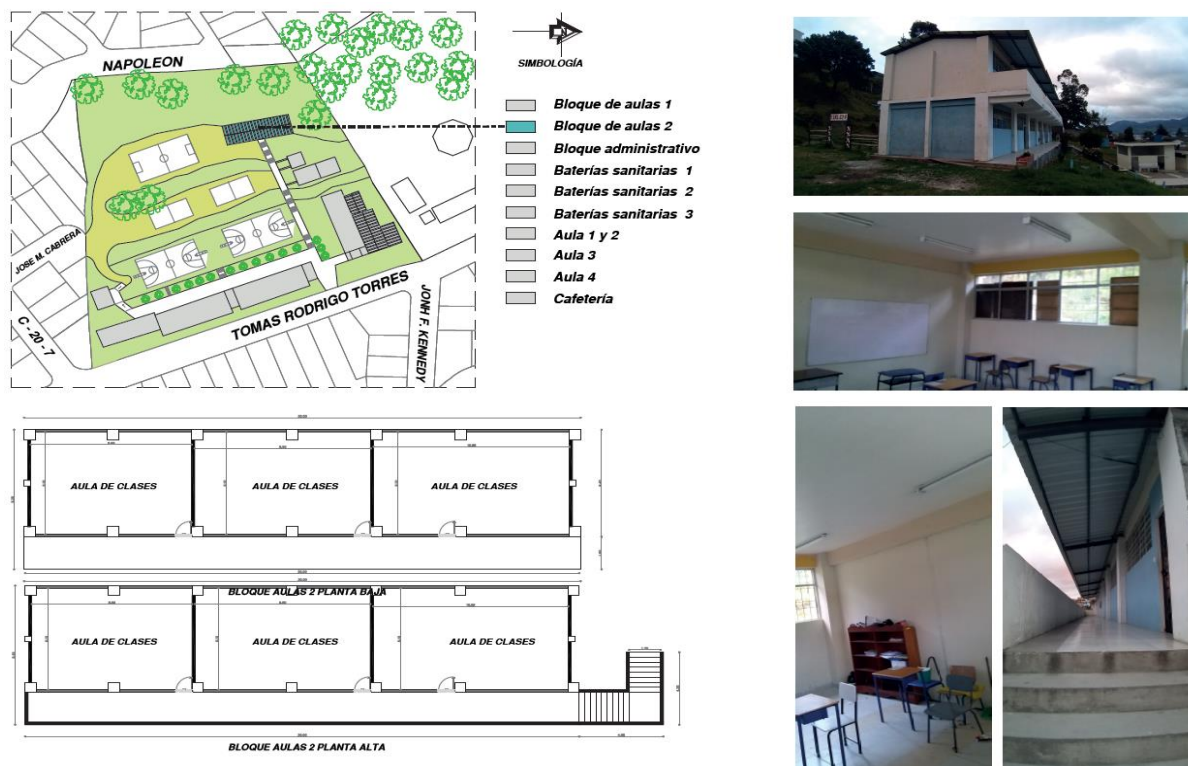 NAPOLEON
JOSE M. CABRERA
C - 20 - 7
TOMAS RODRIGO TORRES
JONH F. KENNEDY
SIMBOLOGÍA
Bloque de aulas 1
Bloque de aulas 2
Bloque administrativo
Baterías sanitarias 1
Baterías sanitarias 2
Baterías sanitarias 3
Aula 1 y 2
Aula 3
Aula 4
Cafetería
AULA DE CLASES
AULA DE CLASES
AULA DE CLASES
BLOQUE AULAS 2 PLANTA BAJA
AULA DE CLASES
AULA DE CLASES
AULA DE CLASES
BLOQUE AULAS 2 PLANTA ALTA